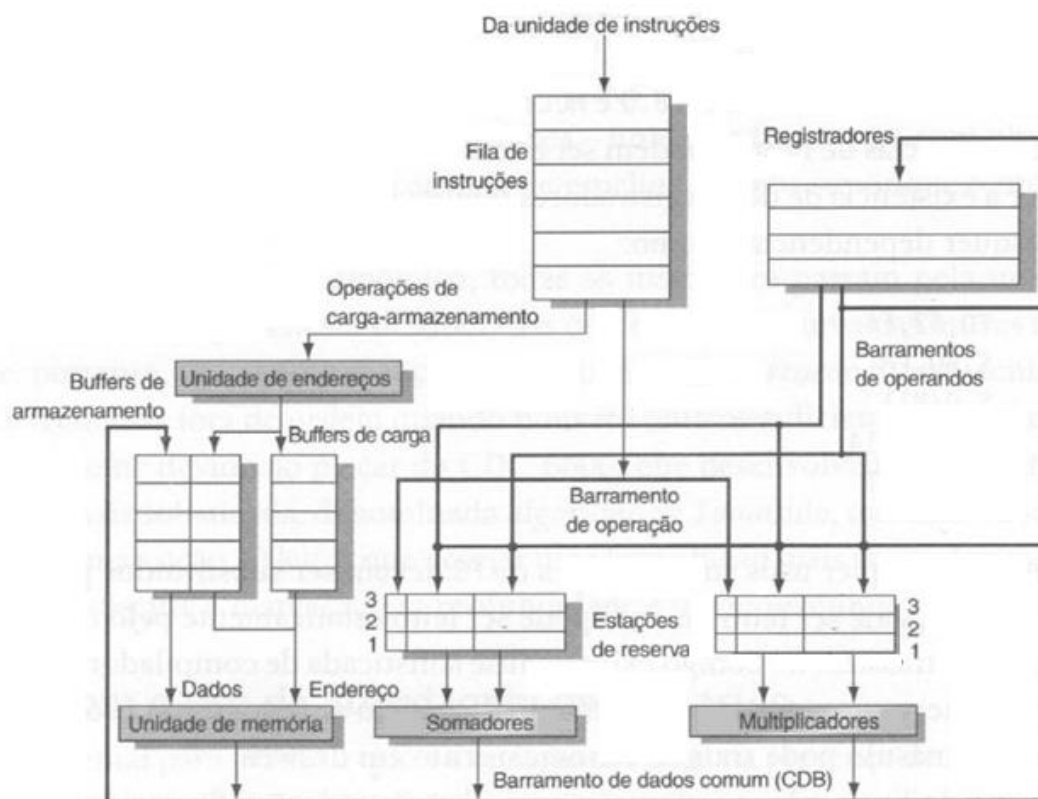 Da unidade de instruções
Registradores
Fila de
instruções
Operações de
carga-armazenamento
Barramentos
de operandos
Buffers de
armazenamento
Unidade de endereços
Buffers de carga
Barramento
de operação
3
2
1
Estações
de reserva
3
2
1
Dados
Endereço
Unidade de memória
Somadores
Multiplicadores
Barramento de dados comum (CDB)